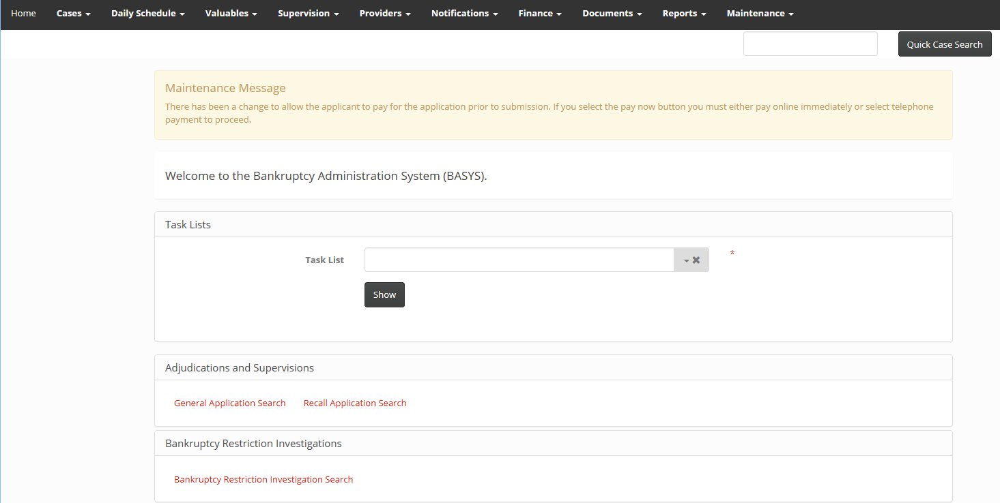 Home Cases Daily Schedule Valuables Supervision Providers Notifications Finance Documents Reports Maintenance
Quick Case Search
Maintenance Message
There has been a change to allow the applicant to pay for the application prior to submission. If you select the pay now button you must either pay online immediately or select telephone
payment to proceed.
Welcome to the Bankruptcy Administration System (BASYS).
Task Lists
Task List *
Show
Adjudications and Supervisions
General Application Search Recall Application Search
Bankruptcy Restriction Investigations
Bankruptcy Restriction Investigation Search